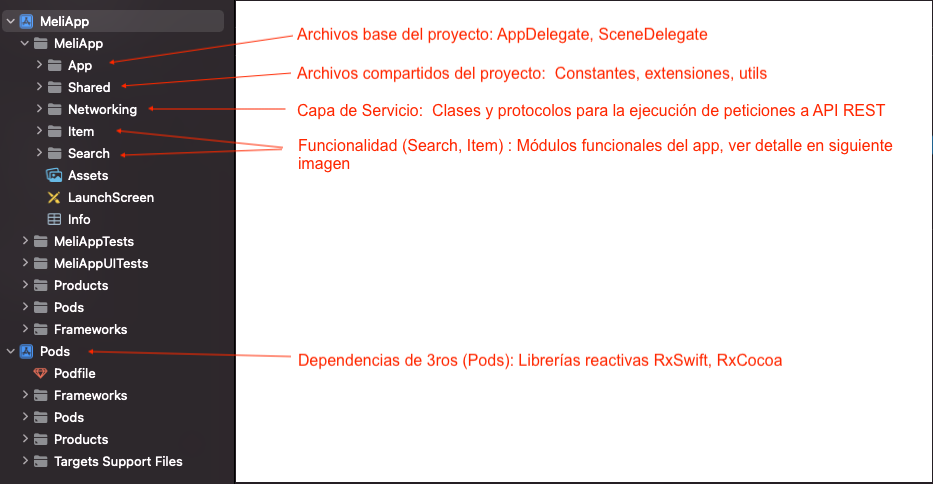 MeliApp
MeliApp
App
Shared
Networking
Item
Search
Assets
LaunchScreen
Info
MeliAppTests
MeliAppUITests
Products
Pods
Frameworks
Pods
Podfile
Frameworks
Pods
Products
Targets Support Files
Archivos base del proyecto: AppDelegate, SceneDelegate
Archivos compartidos del proyecto: Constantes, extensiones, utils
Capa de Servicio: Clases y protocolos para la ejecución de peticiones a API REST
Funcionalidad (Search, Item) : Módulos funcionales del app, ver detalle en siguiente
imagen
Dependencias de 3ros (Pods): Librerías reactivas RxSwift, RxCocoa